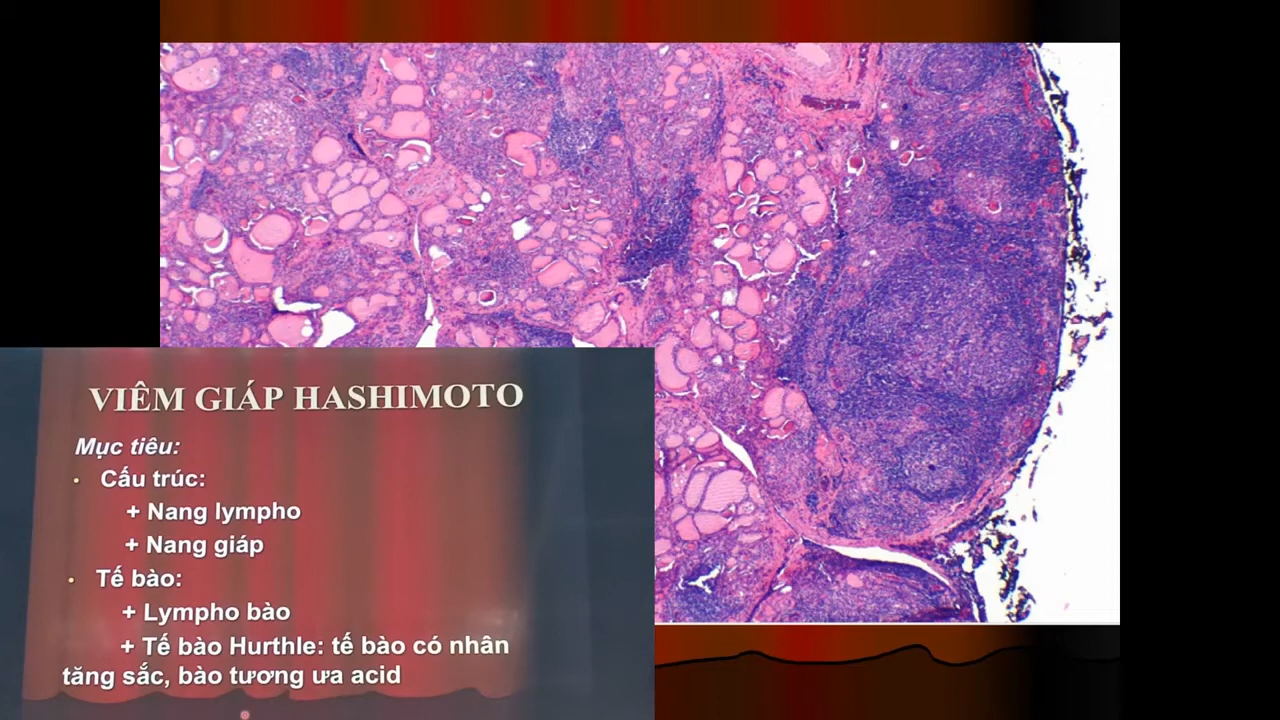 VIÊM GIÁP HASHIMOTO
Mục tiêu:
• Cấu trúc:
+ Nang lympho
+ Nang giáp
• Tế bào:
+ Lympho bào
+ Tế bào Hurthle: tế bào có nhân
tăng sắc, bào tương ưa acid